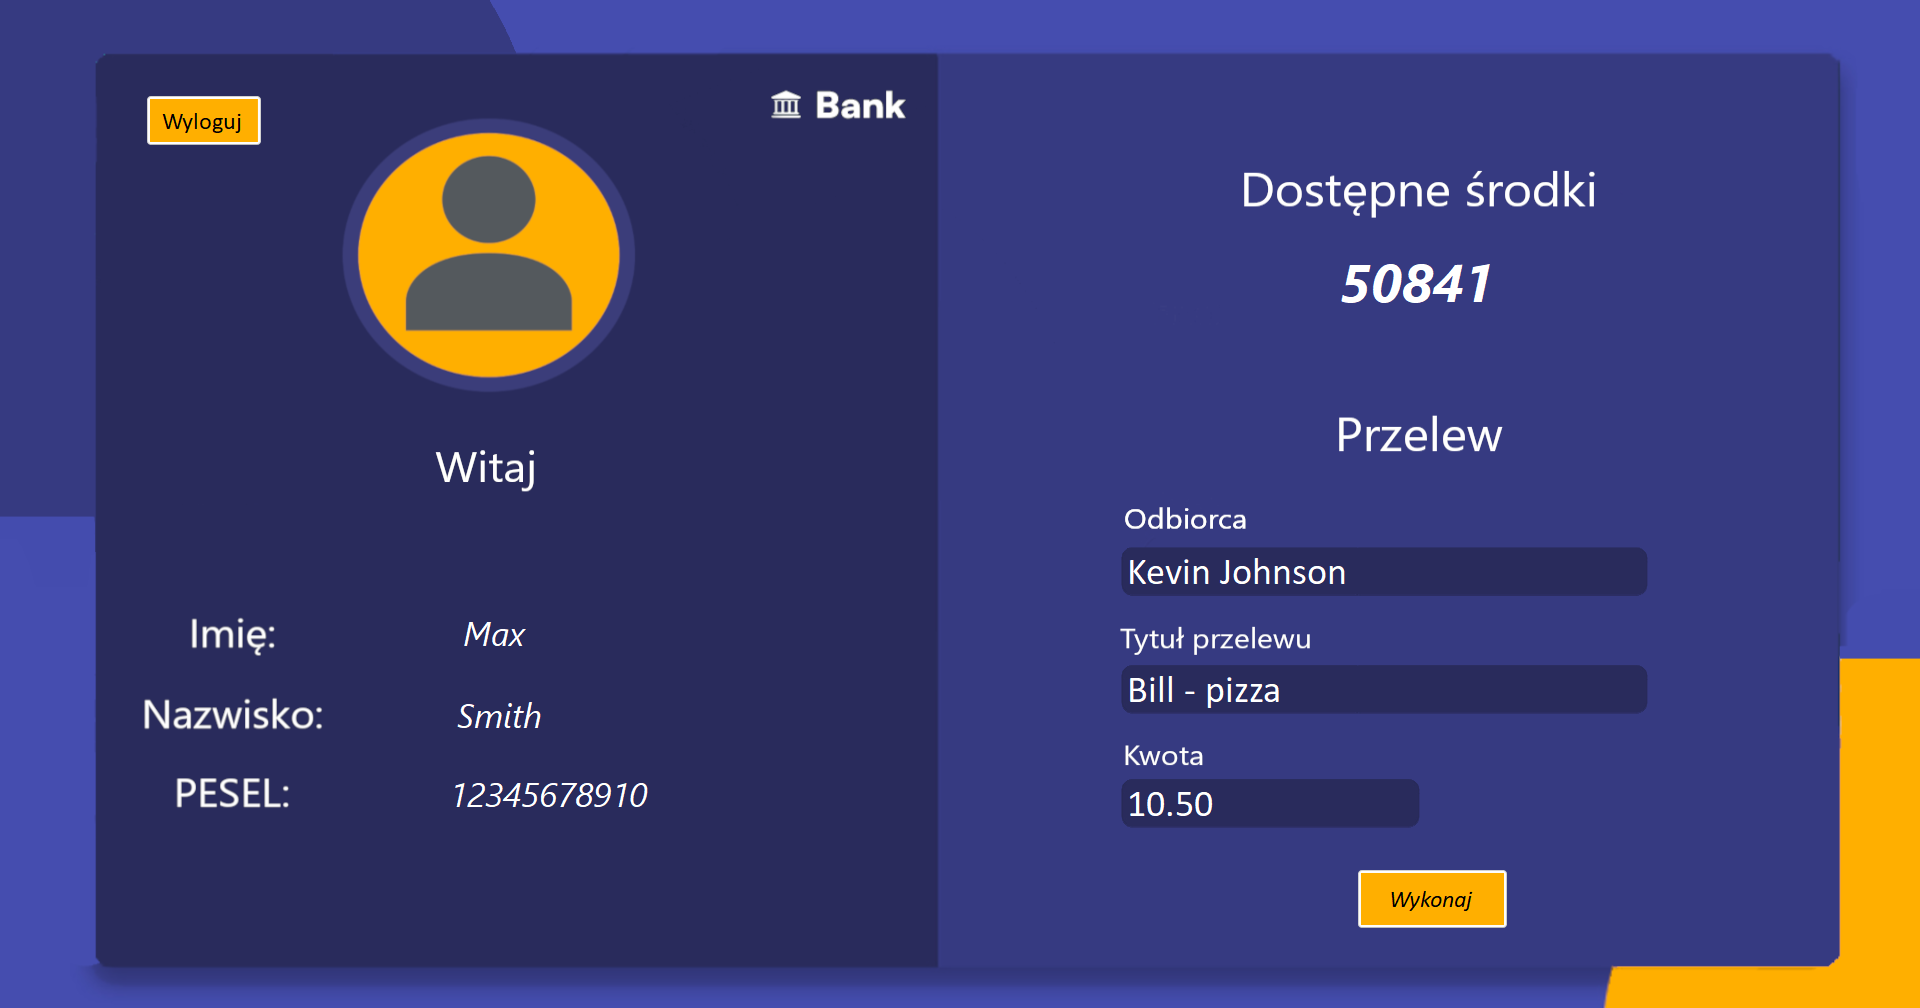 Wyloguj
Bank
Witaj
Imię: Max
Nazwisko: Smith
PESEL: 12345678910
Dostępne środki
50841
Przelew
Odbiorca
Kevin Johnson
Tytuł przelewu
Bill - pizza
Kwota
10.50
Wykonaj